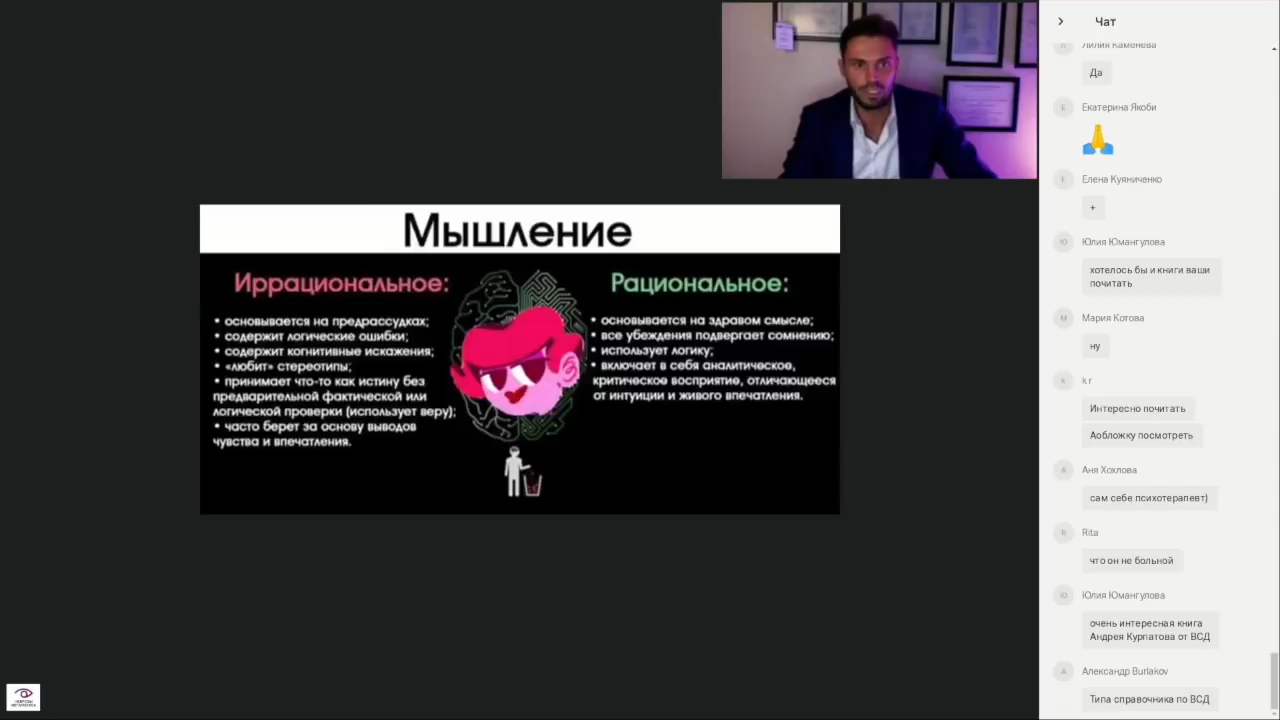 Мышление
Иррациональное:
• основывается на предрассудках;
• содержит логические ошибки;
• содержит когнитивные искажения;
• «любит» стереотипы;
• принимает что-то как истину без
предварительной фактической или
логической проверки (использует веру);
• часто берет за основу выводов
чувства и впечатления.
Рациональное:
• основывается на здравом смысле;
• все убеждения подвергает сомнению;
• использует логику;
• включает в себя аналитическое,
критическое восприятие, отличающееся
от интуиции и живого впечатления.
Чат
Лилия Каменева
Да
Е
Екатерина Якоби
Е
Елена Куяниченко
+
Ю
Юлия Юмангулова
хотелось бы и книги ваши
почитать
М
Мария Котова
ну
k
k r
Интересно почитать
Аобложку посмотреть
А
Аня Хохлова
сам себе психотерапевт)
R
Rita
что он не больной
Ю
Юлия Юмангулова
очень интересная книга
Андрея Курпатова от ВСД
А
Александр Burlakov
Типа справочника по ВСД